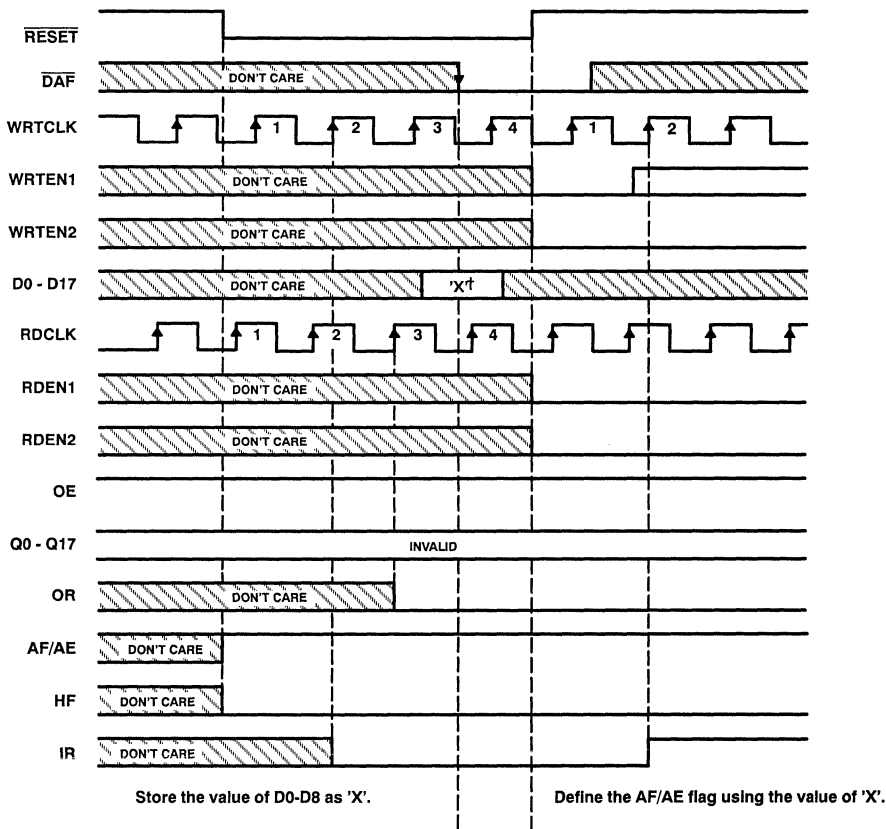 RESET
DAF DON'T CARE
WRTCLK 1 2 3 4 1 2
WRTEN1 DON'T CARE
WRTEN2 DON'T CARE
D0 - D17 DON'T CARE 'X'†
RDCLK 1 2 3 4
RDEN1 DON'T CARE
RDEN2 DON'T CARE
OE
Q0 - Q17 INVALID
OR DON'T CARE
AF/AE DON'T CARE
HF DON'T CARE
IR DON'T CARE
Store the value of D0-D8 as 'X'. Define the AF/AE flag using the value of 'X'.